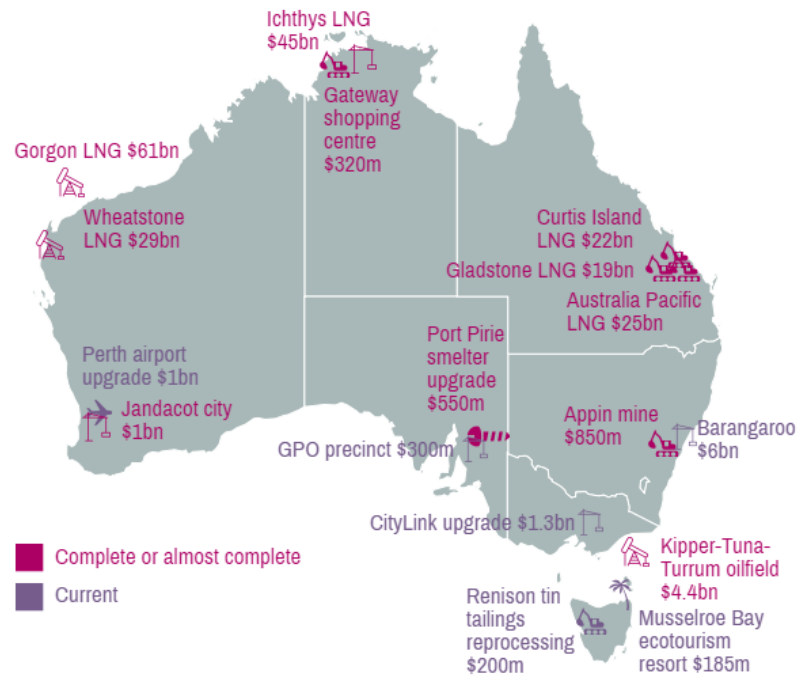 Ichthys LNG
$45bn
Gateway
shopping
centre
$320m
Gorgon LNG $61bn
Wheatstone
LNG $29bn
Curtis Island
LNG $22bn
Gladstone LNG $19bn
Australia Pacific
LNG $25bn
Perth airport
upgrade $1bn
Jandacot city
$1bn
Port Pirie
smelter
upgrade
$550m
GPO precinct $300m
Appin mine
$850m
Barangaroo
$6bn
CityLink upgrade $1.3bn
Kipper-Tuna-
Turrum oilfield
$4.4bn
Renison tin
tailings
reprocessing
$200m
Musselroe Bay
ecotourism
resort $185m
Complete or almost complete
Current